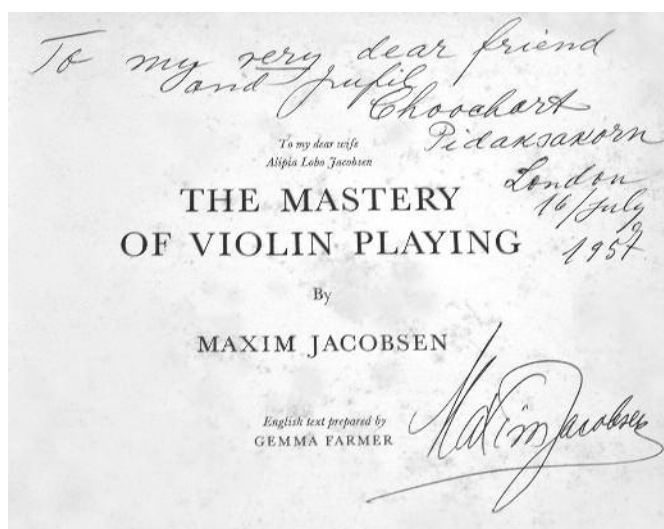 To my very dear friend
and pupil
Choochart
Pidaksakorn
London
16/July
1957
To my dear wife
Alipia Lobo Jacobsen
THE MASTERY
OF VIOLIN PLAYING
By
MAXIM JACOBSEN
English text prepared by
GEMMA FARMER
Maxim Jacobsen